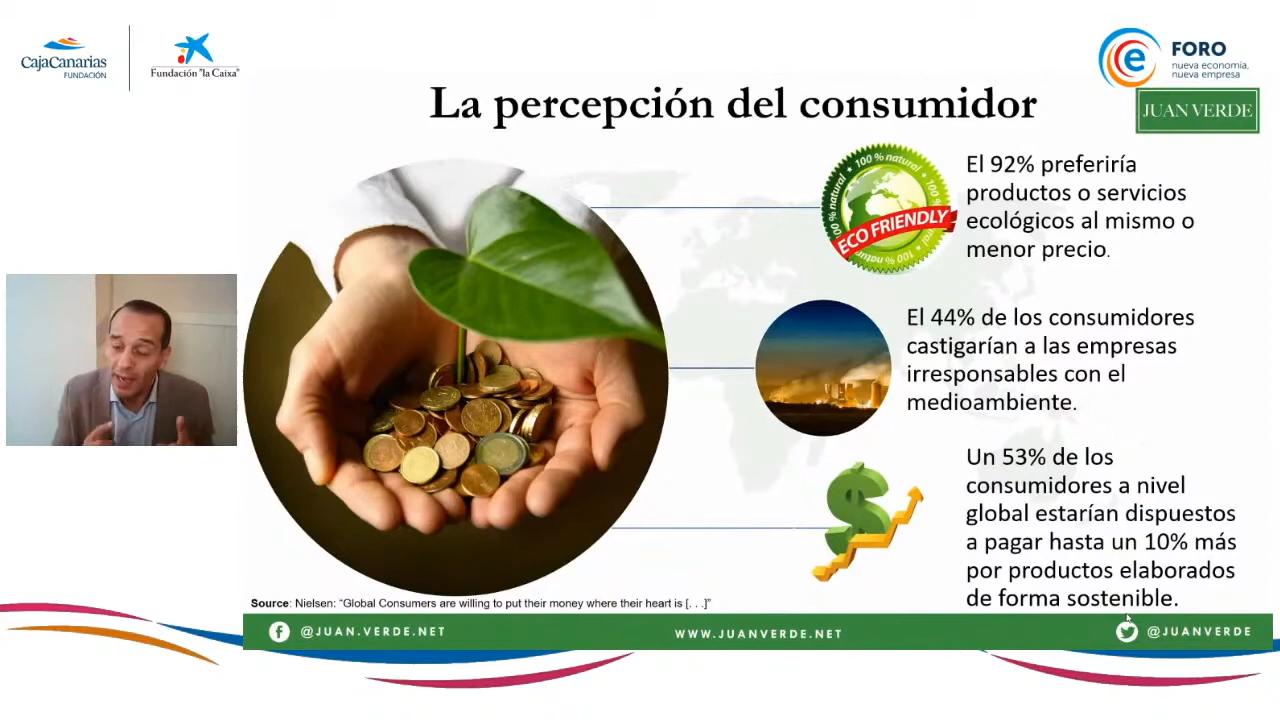 CajaCanarias
FUNDACIÓN
Fundación "la Caixa"
e
FORO
nueva economía,
nueva empresa
JUAN VERDE
La percepción del consumidor
100 % natural ★ 100 % natural
ECO FRIENDLY
El 92% preferiría
productos o servicios
ecológicos al mismo o
menor precio.
El 44% de los consumidores
castigarían a las empresas
irresponsables con el
medioambiente.
Un 53% de los
consumidores a nivel
global estarían dispuestos
a pagar hasta un 10% más
por productos elaborados
de forma sostenible.
Source: Nielsen: “Global Consumers are willing to put their money where their heart is [. . .]”
@JUAN.VERDE.NET
WWW.JUANVERDE.NET
@JUANVERDE